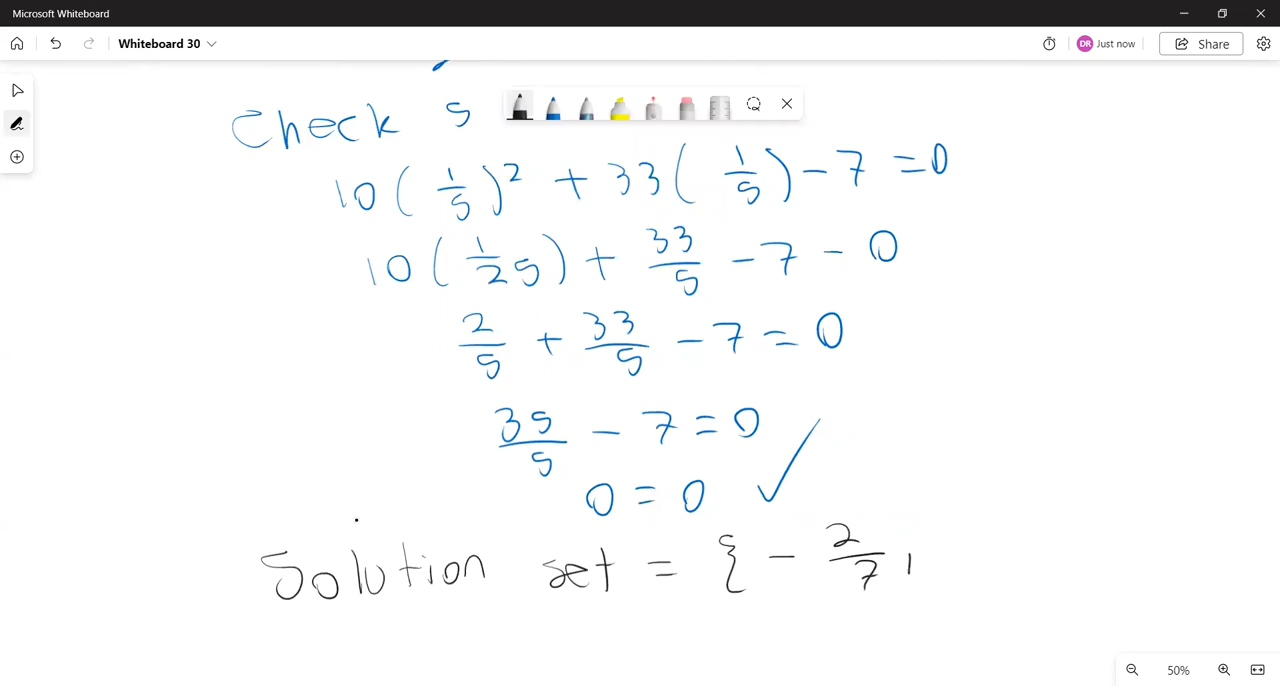 Microsoft Whiteboard
Whiteboard 30
DR Just now
Share
Check 1/5
10(1/5)² + 33(1/5) - 7 = 0
10(1/25) + 33/5 - 7 - 0
2/5 + 33/5 - 7 = 0
35/5 - 7 = 0
0 = 0 ✓
Solution set = { - 2/7 ,
50%